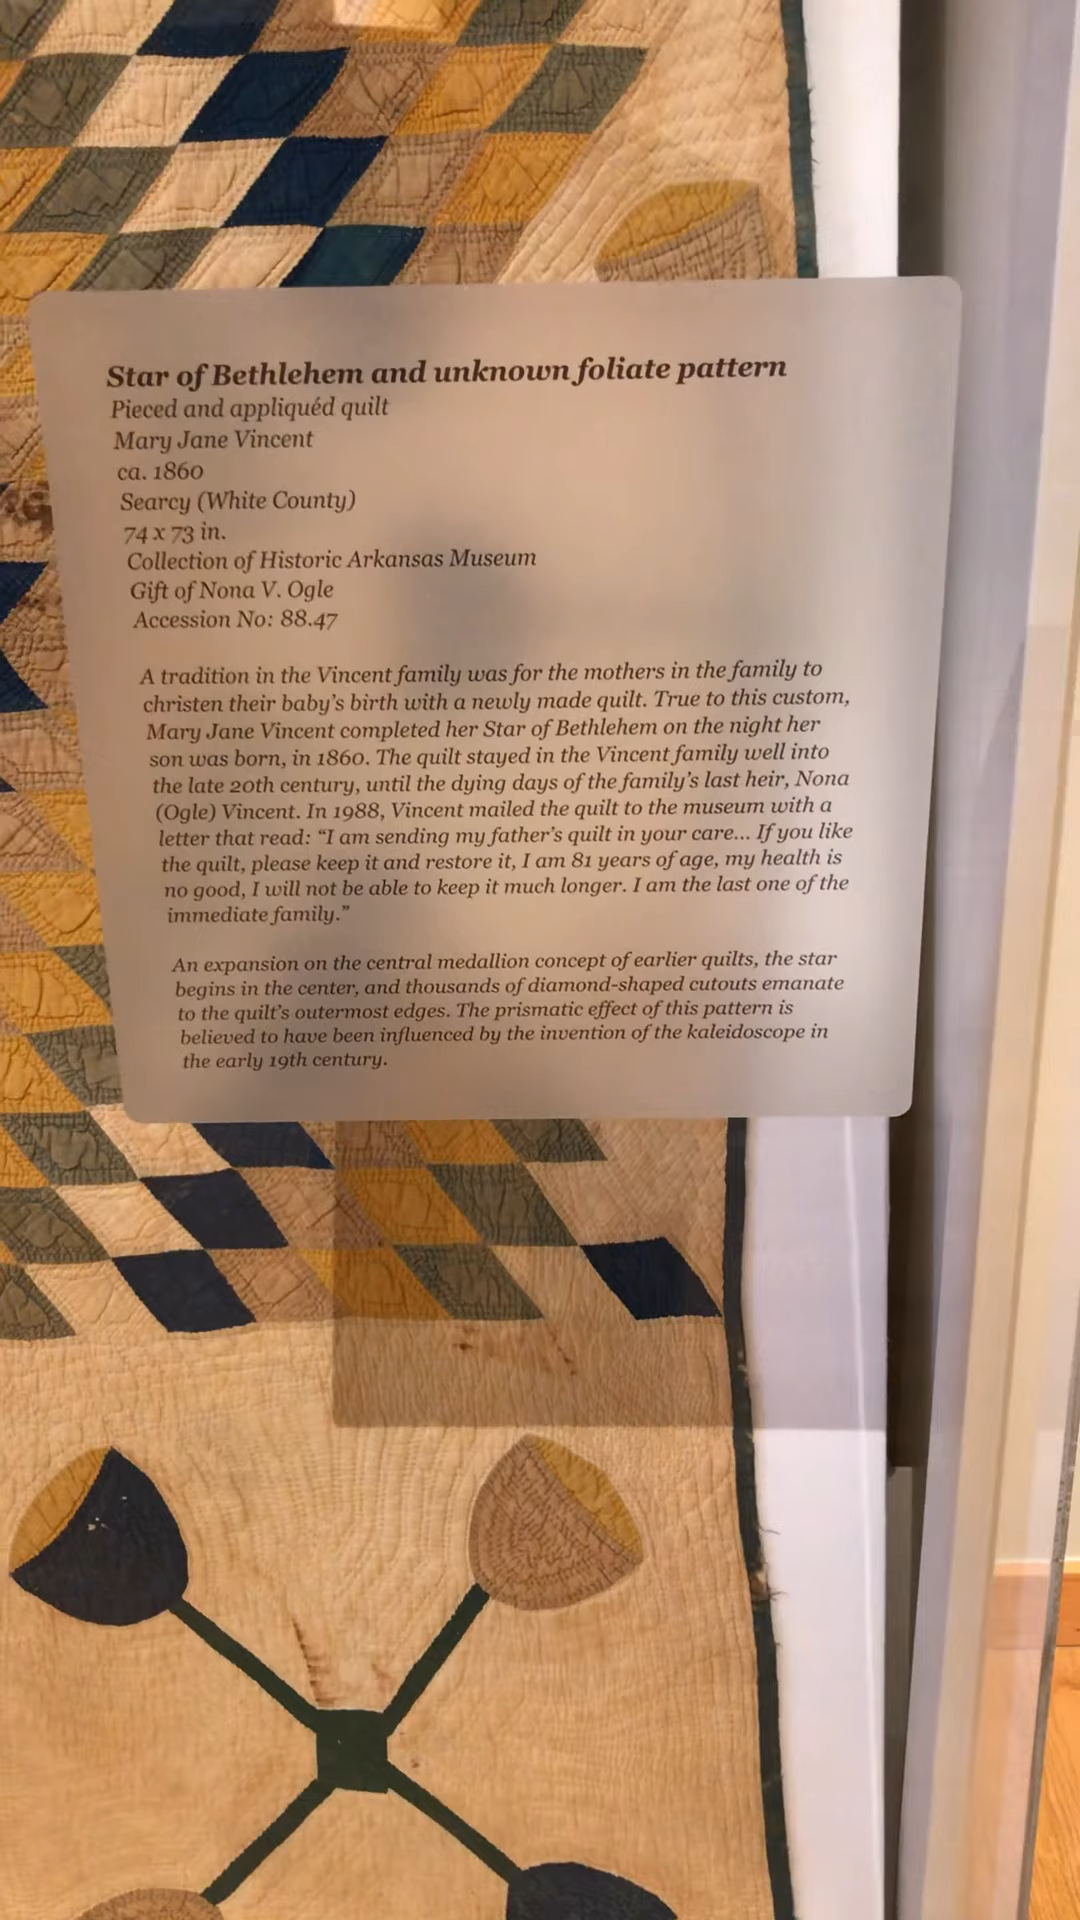 Star of Bethlehem and unknown foliate pattern
Pieced and appliquéd quilt
Mary Jane Vincent
ca. 1860
Searcy (White County)
74 x 73 in.
Collection of Historic Arkansas Museum
Gift of Nona V. Ogle
Accession No: 88.47
A tradition in the Vincent family was for the mothers in the family to
christen their baby’s birth with a newly made quilt. True to this custom,
Mary Jane Vincent completed her Star of Bethlehem on the night her
son was born, in 1860. The quilt stayed in the Vincent family well into
the late 20th century, until the dying days of the family’s last heir, Nona
(Ogle) Vincent. In 1988, Vincent mailed the quilt to the museum with a
letter that read: “I am sending my father’s quilt in your care... If you like
the quilt, please keep it and restore it, I am 81 years of age, my health is
no good, I will not be able to keep it much longer. I am the last one of the
immediate family.”
An expansion on the central medallion concept of earlier quilts, the star
begins in the center, and thousands of diamond-shaped cutouts emanate
to the quilt’s outermost edges. The prismatic effect of this pattern is
believed to have been influenced by the invention of the kaleidoscope in
the early 19th century.